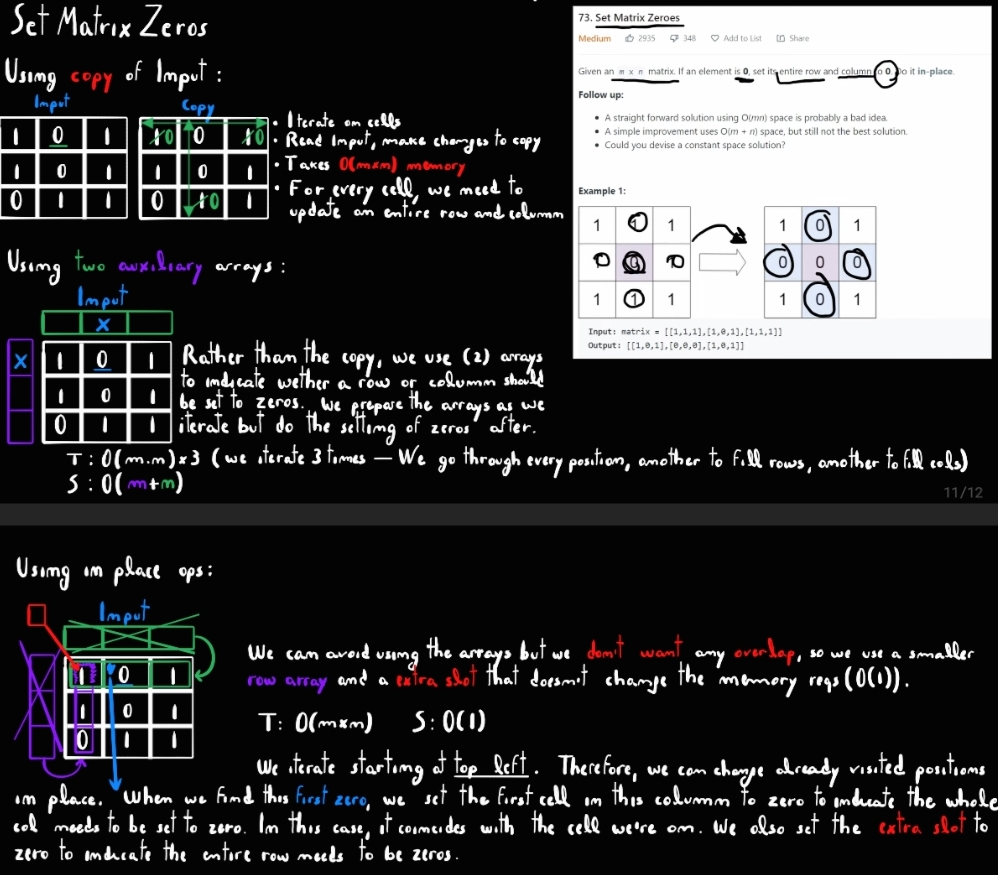 Set Matrix Zeros
Using copy of Input :
Input
Copy
1 0 1
1 0 1
0 1 1
1 0 0 1 0
1 0 1
0 1 0 1
• Iterate on cells
• Read Input, make changes to copy
• Takes O(m×n) memory
• For every cell, we need to
update an entire row and column
73. Set Matrix Zeroes
Medium 2935 348 Add to List Share
Given an m x n matrix. If an element is 0, set its entire row and column to 0. Do it in-place.
Follow up:
• A straight forward solution using O(mn) space is probably a bad idea.
• A simple improvement uses O(m + n) space, but still not the best solution.
• Could you devise a constant space solution?
Example 1:
1 1 1
0 0 0
1 1 1
1 0 1
0 0 0
1 0 1
Input: matrix = [[1,1,1],[1,0,1],[1,1,1]]
Output: [[1,0,1],[0,0,0],[1,0,1]]
Using two auxiliary arrays :
Input
X
X
1 0 1
1 0 1
0 1 1
Rather than the copy, we use (2) arrays
to indicate wether a row or column should
be set to zeros. We prepare the arrays as we
iterate but do the setting of zeros after.
T : O(m.n)×3 (we iterate 3 times — We go through every position, another to fill rows, another to fill cols)
S : O(m+n)
11/12
Using in place ops :
Input
1 0 1
1 0 1
0 1 1
We can avoid using the arrays but we don't want any overlap, so we use a smaller
row array and a extra slot that doesn't change the memory reqs (O(1)).
T: O(m×n) S: O(1)
We iterate starting at top left. Therefore, we can change already visited positions
in place. When we find this first zero, we set the first cell in this column to zero to indicate the whole
col needs to be set to zero. In this case, it coincides with the cell we're on. We also set the extra slot to
zero to indicate the entire row needs to be zeros.